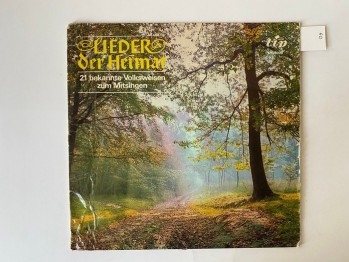 LIEDER
der Heimat
21 bekannte Volksweisen
zum Mitsingen
tip